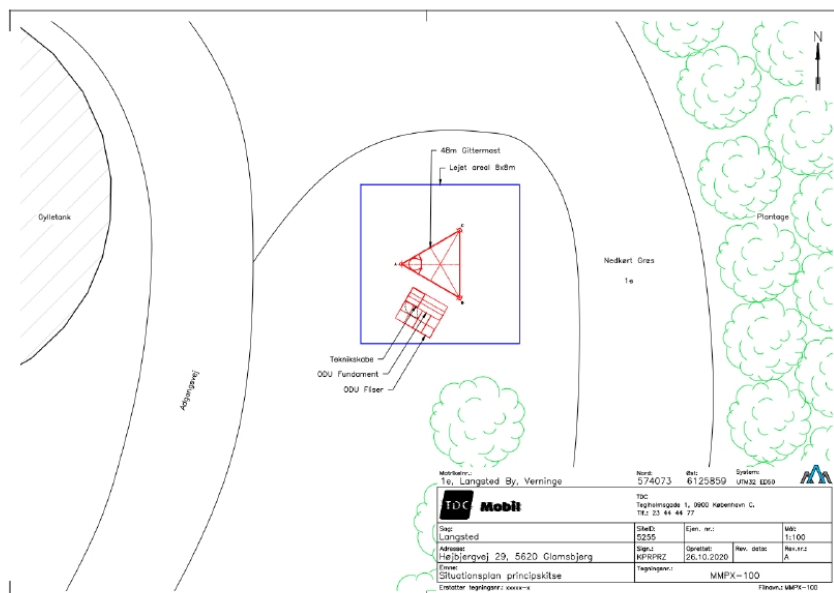 N
48m Gittermast
Lejet areal 8x8m
Gylletank
Plantage
C
A
B
Nedkørt Græs
1e
Teknikskabe
ODU Fundament
ODU Fliser
Adgangsvej
Matrikelnr.: Nord: Øst: System:
1e, Langsted By, Verninge 574073 6125859 UTM32 ED50
TDC Mobil
TDC
Teglholmsgade 1, 0900 København C.
Tlf.: 23 44 44 77
Sag: SiteID: Ejen. nr.: Mål:
Langsted 5255 1:100
Adresse: Sign.: Oprettet: Rev. dato: Rev.nr.:
Højbjergvej 29, 5620 Glamsbjerg KPRPRZ 26.10.2020 A
Emne: Tegningsnr.:
Situationsplan principskitse MMPX-100
Erstatter tegningsnr.: xxxxx-x Filnavn.: MMPX-100